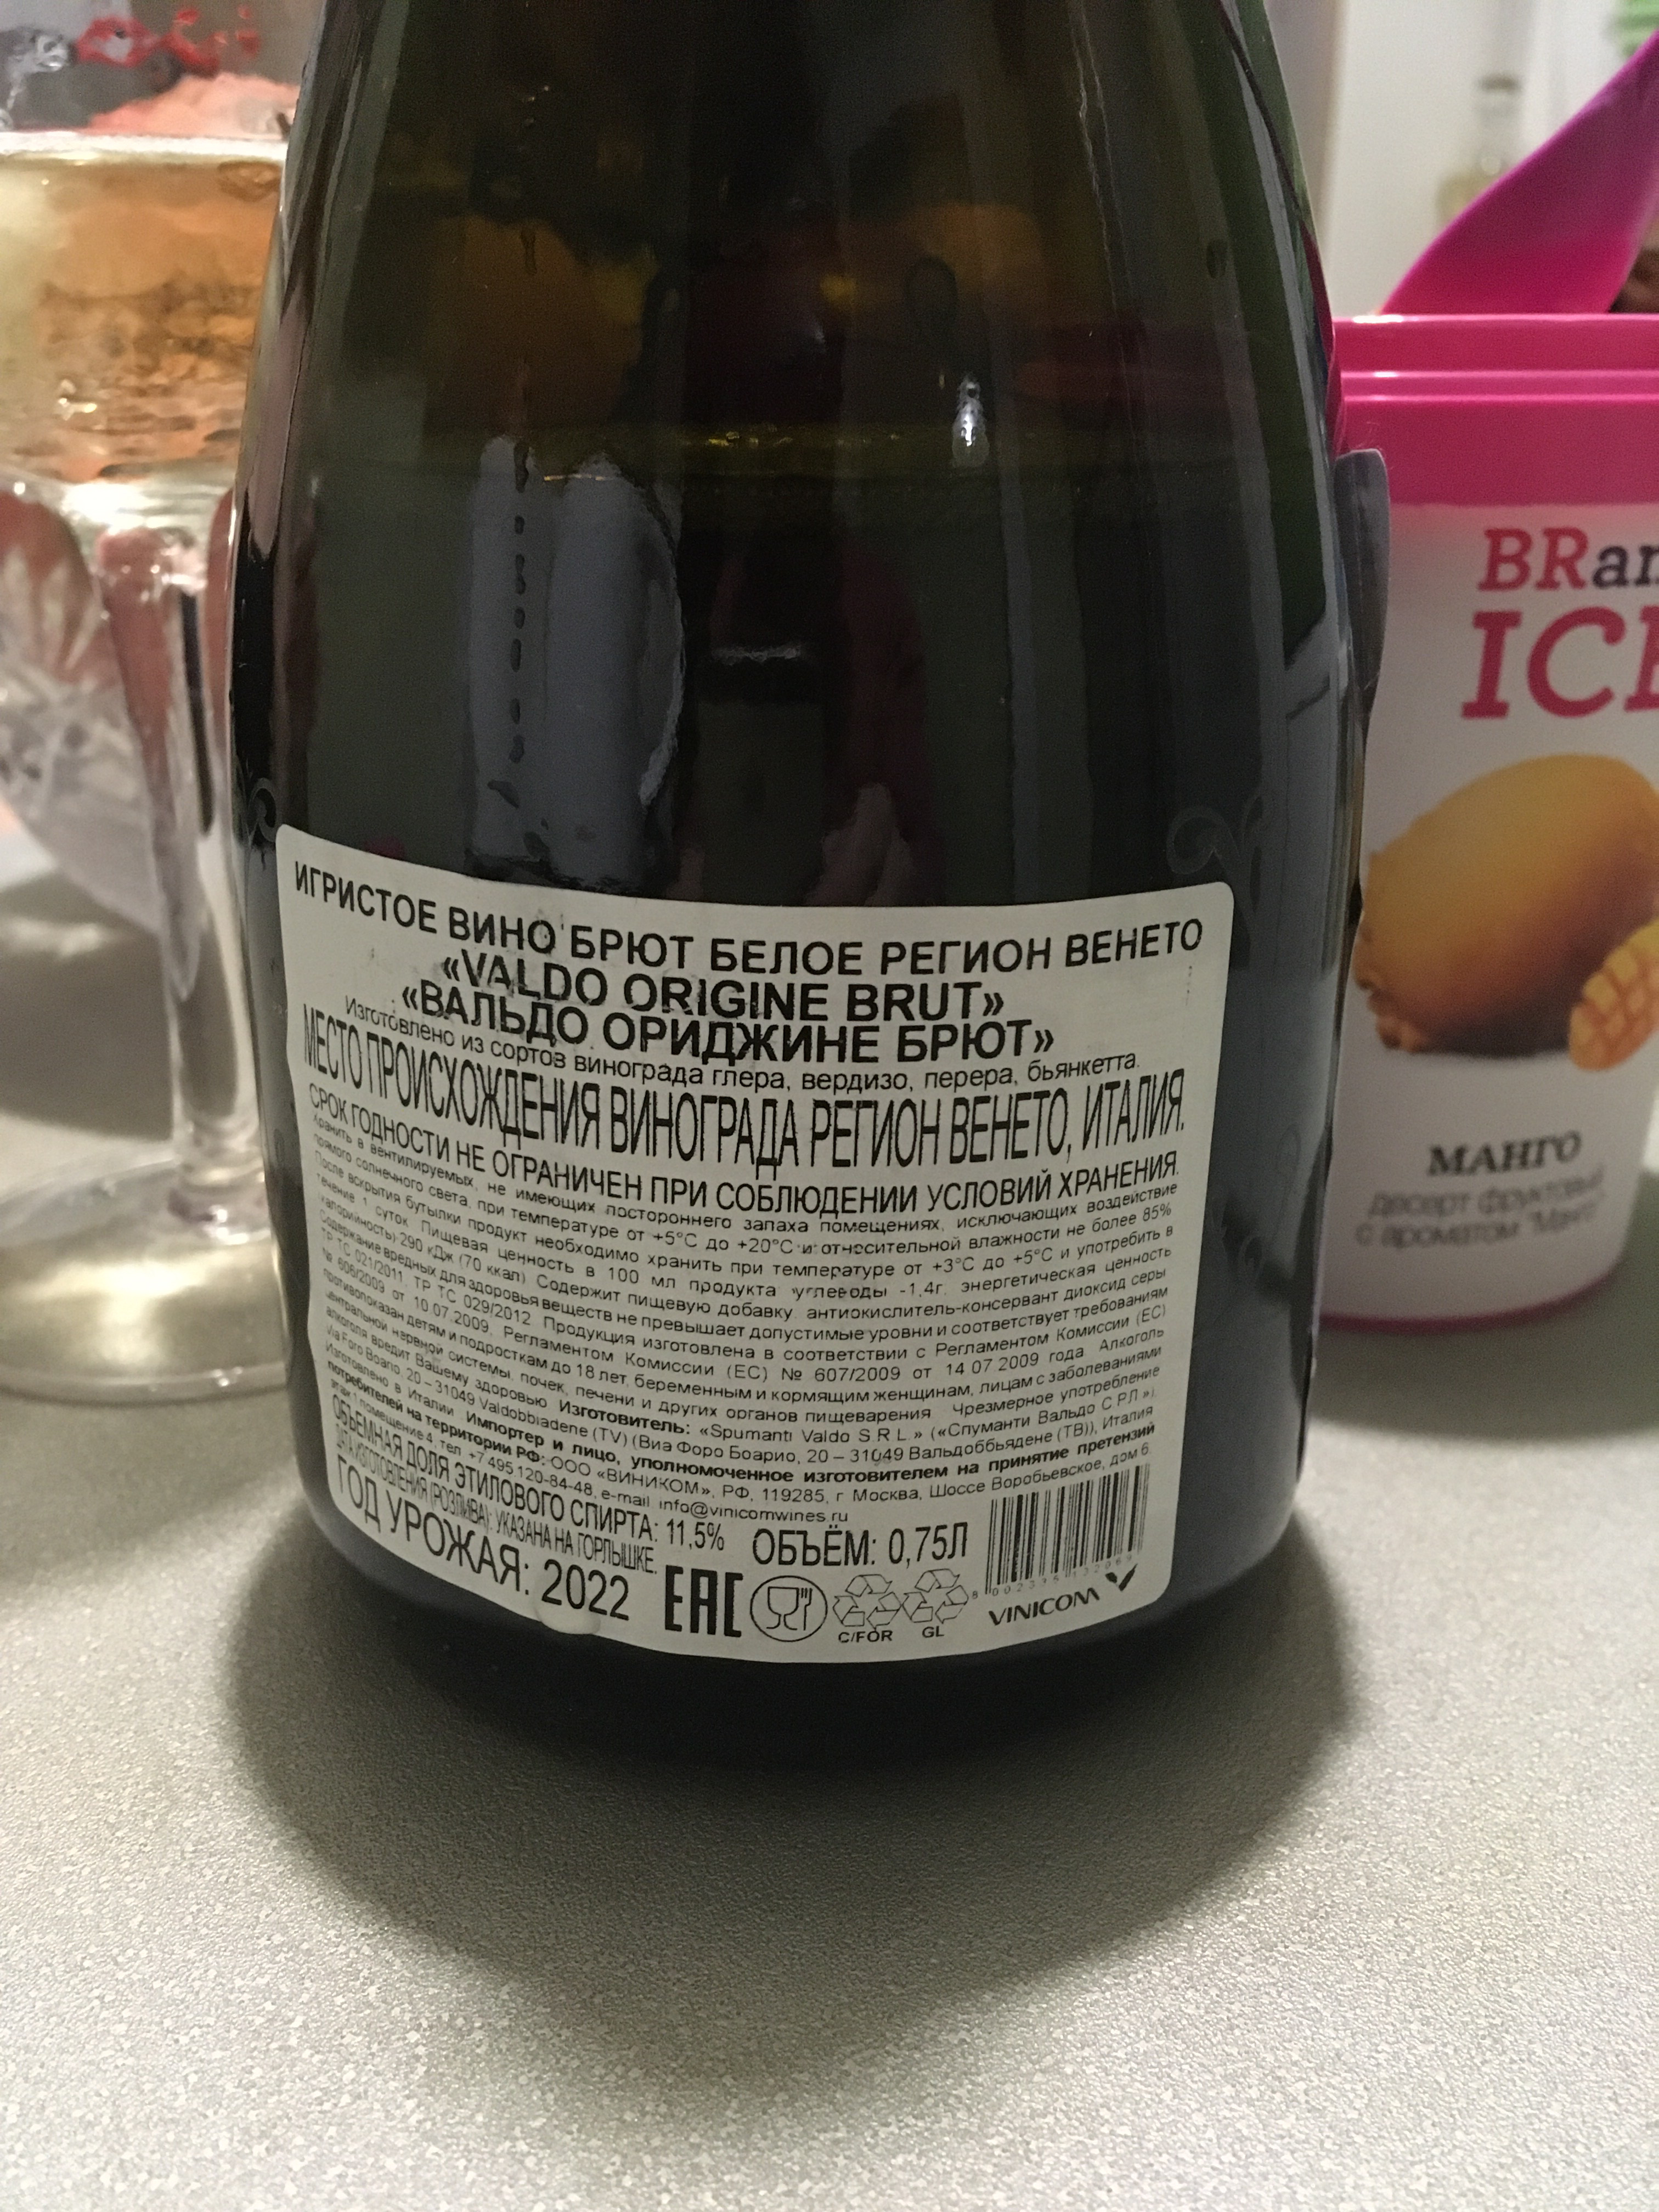 ИГРИСТОЕ ВИНО БРЮТ БЕЛОЕ РЕГИОН ВЕНЕТО
«VALDO ORIGINE BRUT»
«ВАЛЬДО ОРИДЖИНЕ БРЮТ»
Изготовлено из сортов винограда глера, вердизо, перера, бьянкетта.
МЕСТО ПРОИСХОЖДЕНИЯ ВИНОГРАДА РЕГИОН ВЕНЕТО, ИТАЛИЯ.
СРОК ГОДНОСТИ НЕ ОГРАНИЧЕН ПРИ СОБЛЮДЕНИИ УСЛОВИЙ ХРАНЕНИЯ.
Хранить в вентилируемых, не имеющих постороннего запаха помещениях, исключающих воздействие
прямого солнечного света, при температуре от +5°С до +20°С и относительной влажности не более 85%
После вскрытия бутылки продукт необходимо хранить при температуре от +3°С до +5°С и употребить в
течение 1 суток. Пищевая ценность в 100 мл продукта углеводы -1,4г. энергетическая ценность
(калорийность)-290 кДж (70 ккал) Содержит пищевую добавку антиокислитель-консервант диоксид серы
Содержание вредных для здоровья веществ не превышает допустимые уровни и соответствует требованиям
ТР ТС 021/2011, ТР ТС 029/2012. Продукция изготовлена в соответствии с Регламентом Комиссии (ЕС)
№ 606/2009 от 10.07.2009, Регламентом Комиссии (ЕС) № 607/2009 от 14.07.2009 года Алкоголь
противопоказан детям и подросткам до 18 лет, беременным и кормящим женщинам, лицам с заболеваниями
центральной нервной системы, почек, печени и других органов пищеварения Чрезмерное употребление
алкоголя вредит Вашему здоровью Изготовитель: «Spumanti Valdo S.R.L.» («Спуманти Вальдо С.РЛ.»).
Via Foro Boario, 20 – 31049 Valdobbiadene (TV) (Виа Форо Боарио, 20 – 31049 Вальдоббьядене (ТВ)), Италия
Изготовлено в Италии. Импортер и лицо, уполномоченное изготовителем на принятие претензий
потребителей на территории РФ: ООО «ВИНИКОМ», РФ, 119285, г Москва, Шоссе Воробьевское, дом 6
этаж 1 помещение 4, тел. +7 495 120-84-48, e-mail info@vinicomwines.ru
ОБЪЕМНАЯ ДОЛЯ ЭТИЛОВОГО СПИРТА: 11,5% ОБЪЁМ: 0,75Л
ДАТА ИЗГОТОВЛЕНИЯ (РОЗЛИВА): УКАЗАНА НА ГОРЛЫШКЕ.
ГОД УРОЖАЯ: 2022
EAC
C/FOR GL
VINICOM
BRan
ICE
МАНГО
десерт фруктовый
с ароматом "Манго"